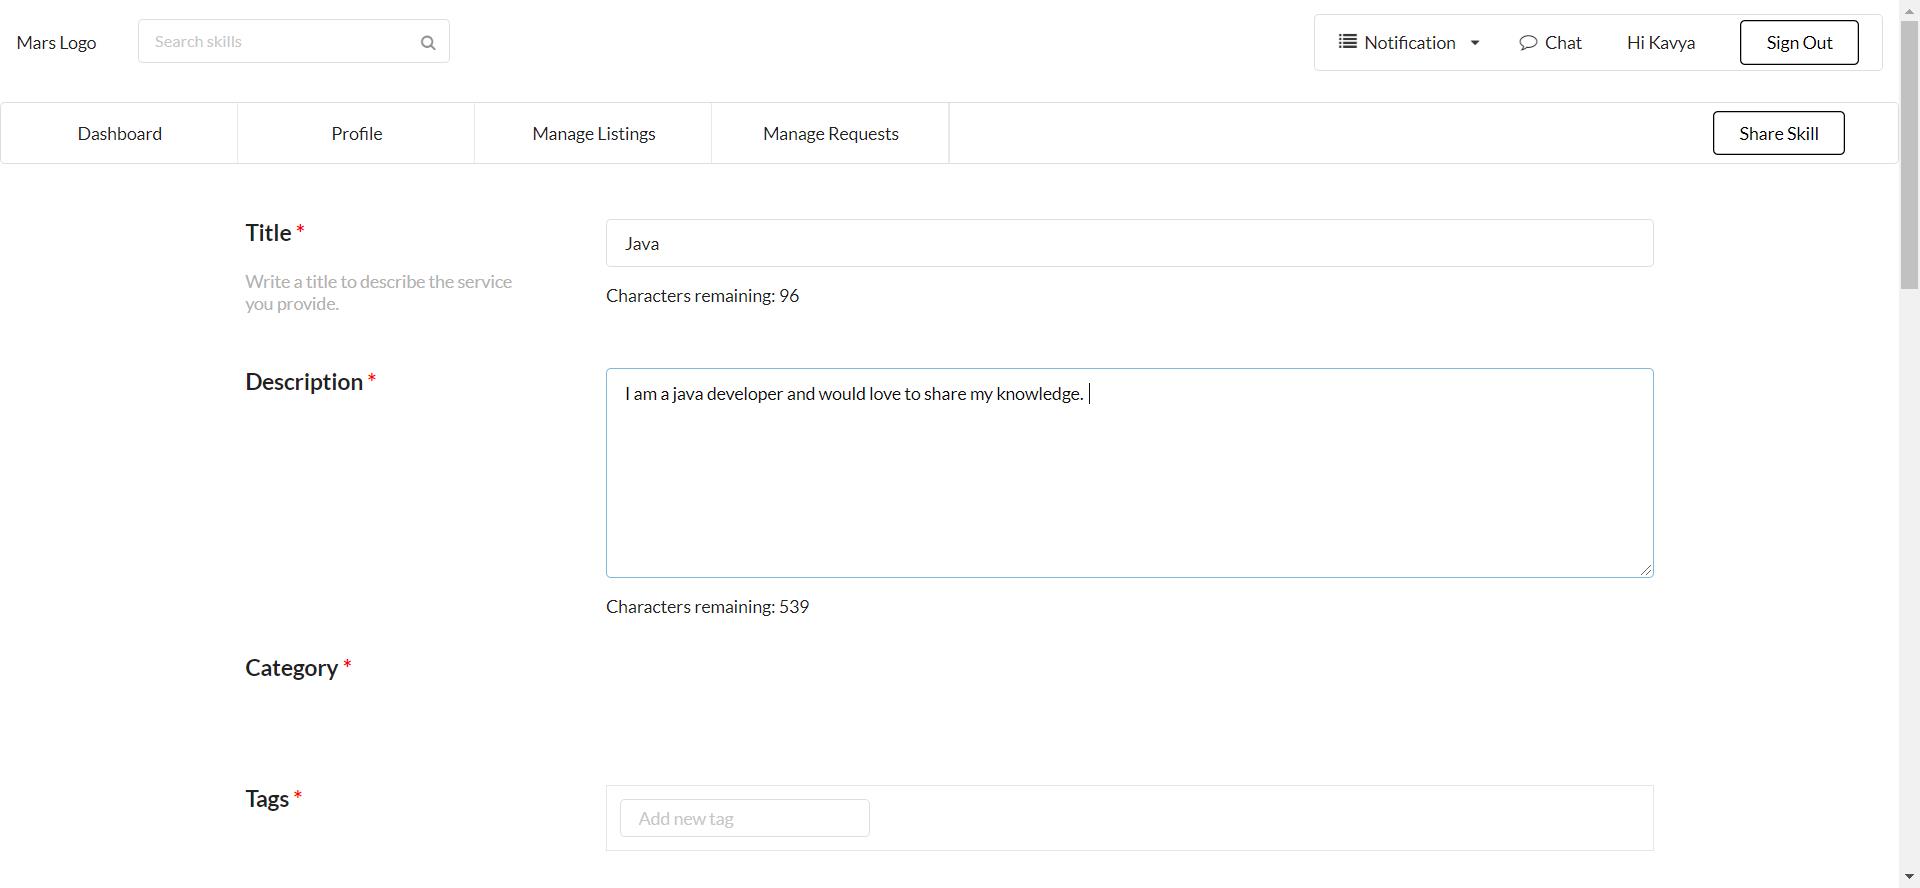 Mars Logo
Search skills
Notification
Chat
Hi Kavya
Sign Out
Dashboard
Profile
Manage Listings
Manage Requests
Share Skill
Title *
Write a title to describe the service
you provide.
Java
Characters remaining: 96
Description *
I am a java developer and would love to share my knowledge.
Characters remaining: 539
Category *
Tags *
Add new tag